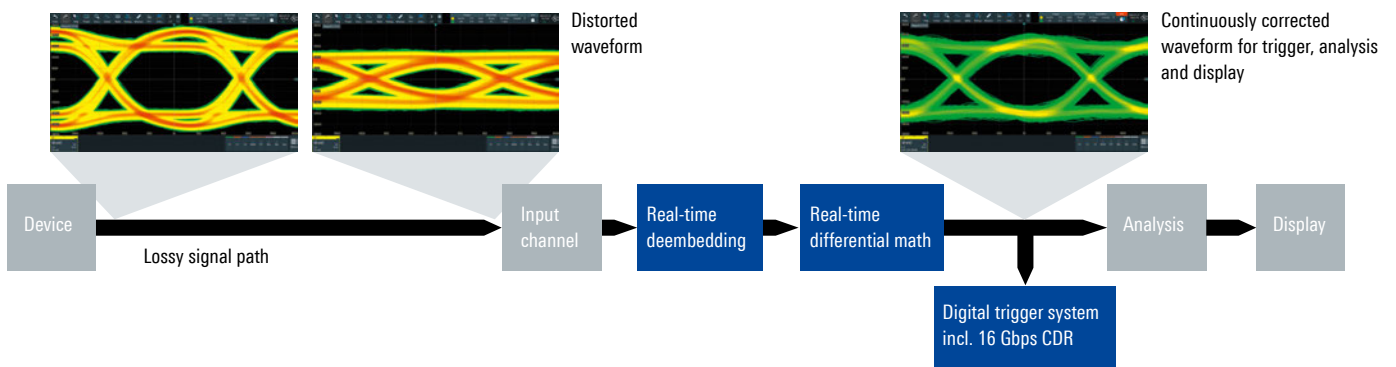 Distorted
waveform
Continuously corrected
waveform for trigger, analysis
and display
Device
Lossy signal path
Input
channel
Real-time
deembedding
Real-time
differential math
Analysis
Display
Digital trigger system
incl. 16 Gbps CDR